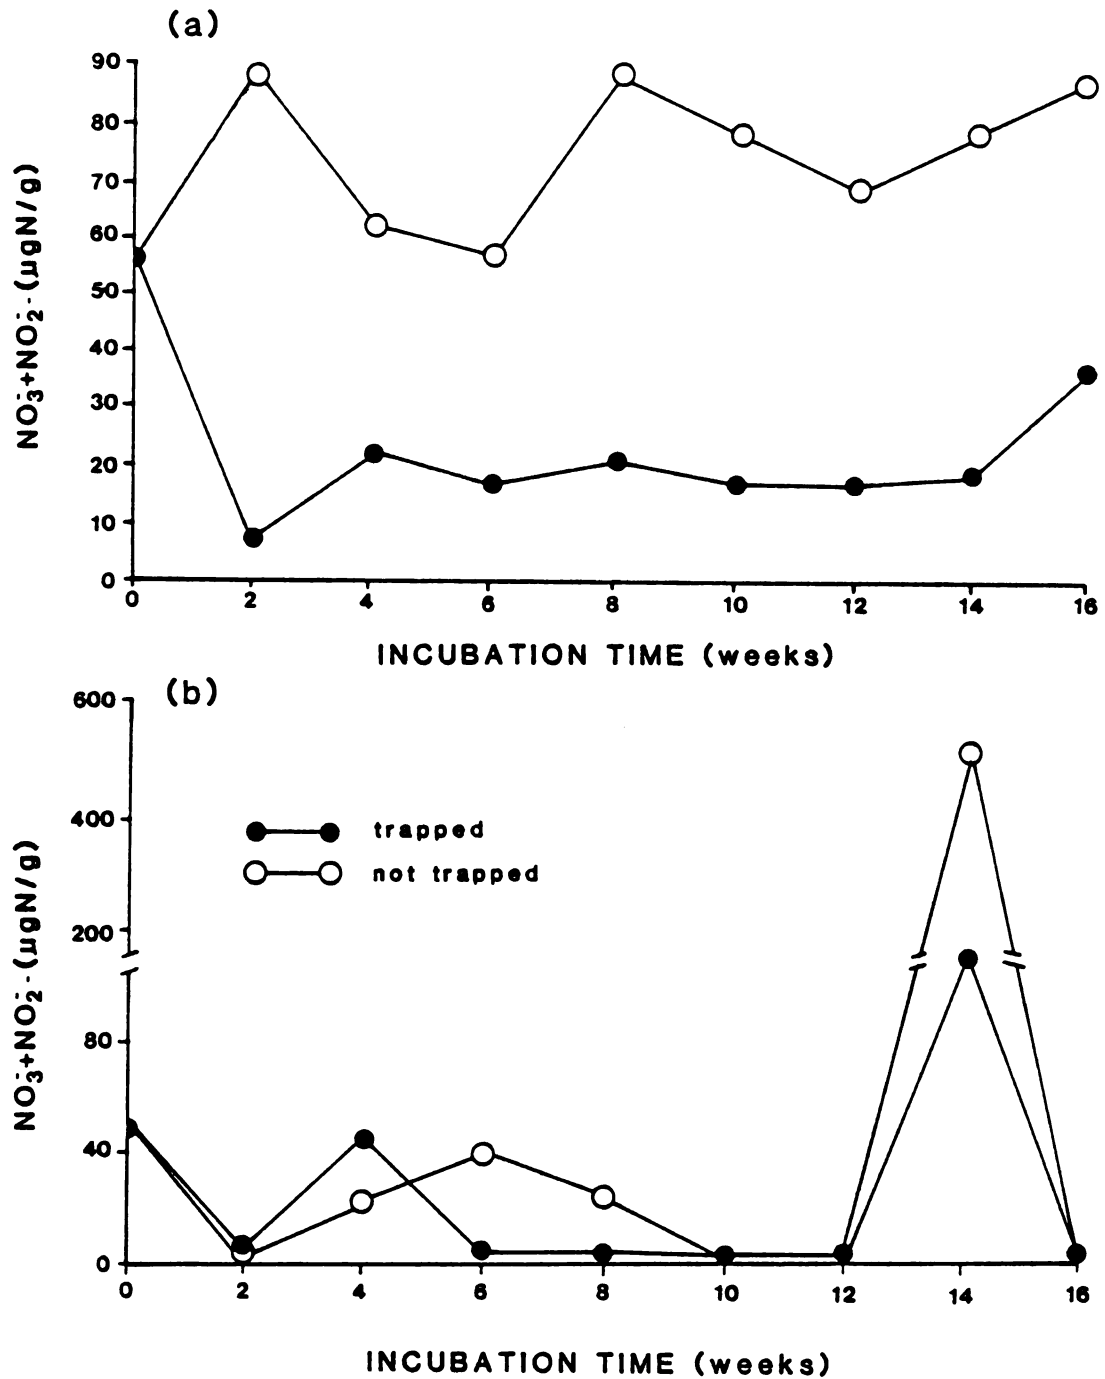 (a)
90
80
70
60
50
40
30
20
10
0
NO₃⁻+NO₂⁻·(µgN/g)
0 2 4 6 8 10 12 14 16
INCUBATION TIME (weeks)
(b)
600
400
200
80
40
0
NO₃⁻+NO₂⁻·(µgN/g)
trapped
not trapped
0 2 4 6 8 10 12 14 16
INCUBATION TIME (weeks)